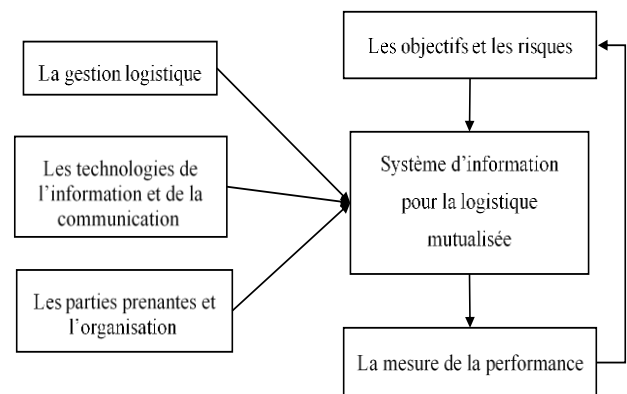 La gestion logistique
Les technologies de
l'information et de la
communication
Les parties prenantes et
l'organisation
Les objectifs et les risques
Système d'information
pour la logistique
mutualisée
La mesure de la performance